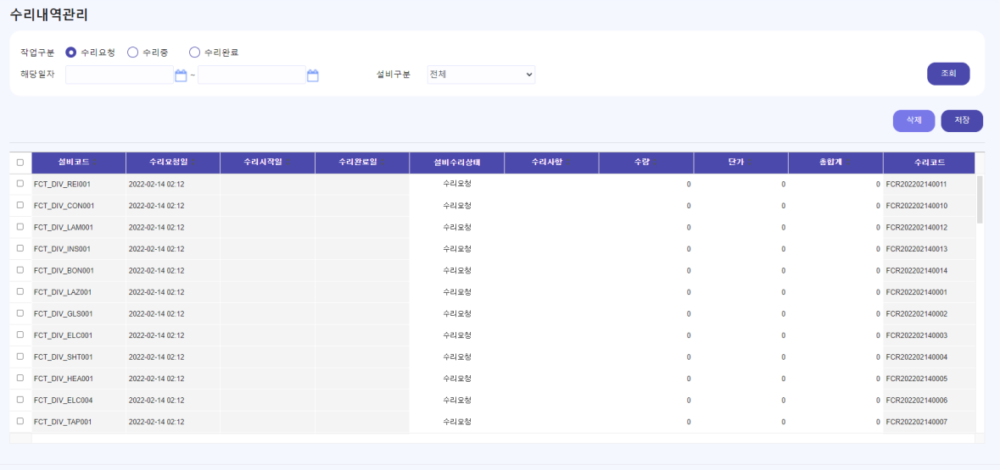 수리내역관리
작업구분 수리요청 수리중 수리완료
해당일자 ~ 설비구분 전체 조회
삭제 저장
설비코드 수리요청일 수리시작일 수리완료일 설비수리상태 수리사항 수량 단가 총합계 수리코드
FCT_DIV_REI001 2022-02-14 02:12 수리요청 0 0 0 FCR202202140011
FCT_DIV_CON001 2022-02-14 02:12 수리요청 0 0 0 FCR202202140010
FCT_DIV_LAM001 2022-02-14 02:12 수리요청 0 0 0 FCR202202140012
FCT_DIV_INS001 2022-02-14 02:12 수리요청 0 0 0 FCR202202140013
FCT_DIV_BON001 2022-02-14 02:12 수리요청 0 0 0 FCR202202140014
FCT_DIV_LAZ001 2022-02-14 02:12 수리요청 0 0 0 FCR202202140001
FCT_DIV_GLS001 2022-02-14 02:12 수리요청 0 0 0 FCR202202140002
FCT_DIV_ELC001 2022-02-14 02:12 수리요청 0 0 0 FCR202202140003
FCT_DIV_SHT001 2022-02-14 02:12 수리요청 0 0 0 FCR202202140004
FCT_DIV_HEA001 2022-02-14 02:12 수리요청 0 0 0 FCR202202140005
FCT_DIV_ELC004 2022-02-14 02:12 수리요청 0 0 0 FCR202202140006
FCT_DIV_TAP001 2022-02-14 02:12 수리요청 0 0 0 FCR202202140007